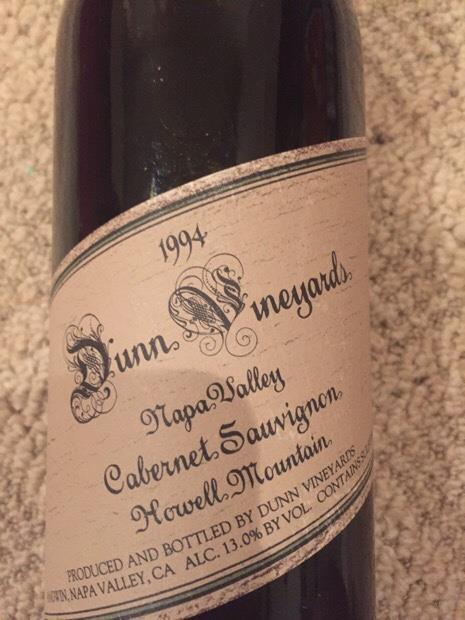 1994
Dunn Vineyards
Napa Valley
Cabernet Sauvignon
Howell Mountain
PRODUCED AND BOTTLED BY DUNN VINEYARDS
NAPA VALLEY, CA ALC. 13.0% BY VOL. CONTAINS